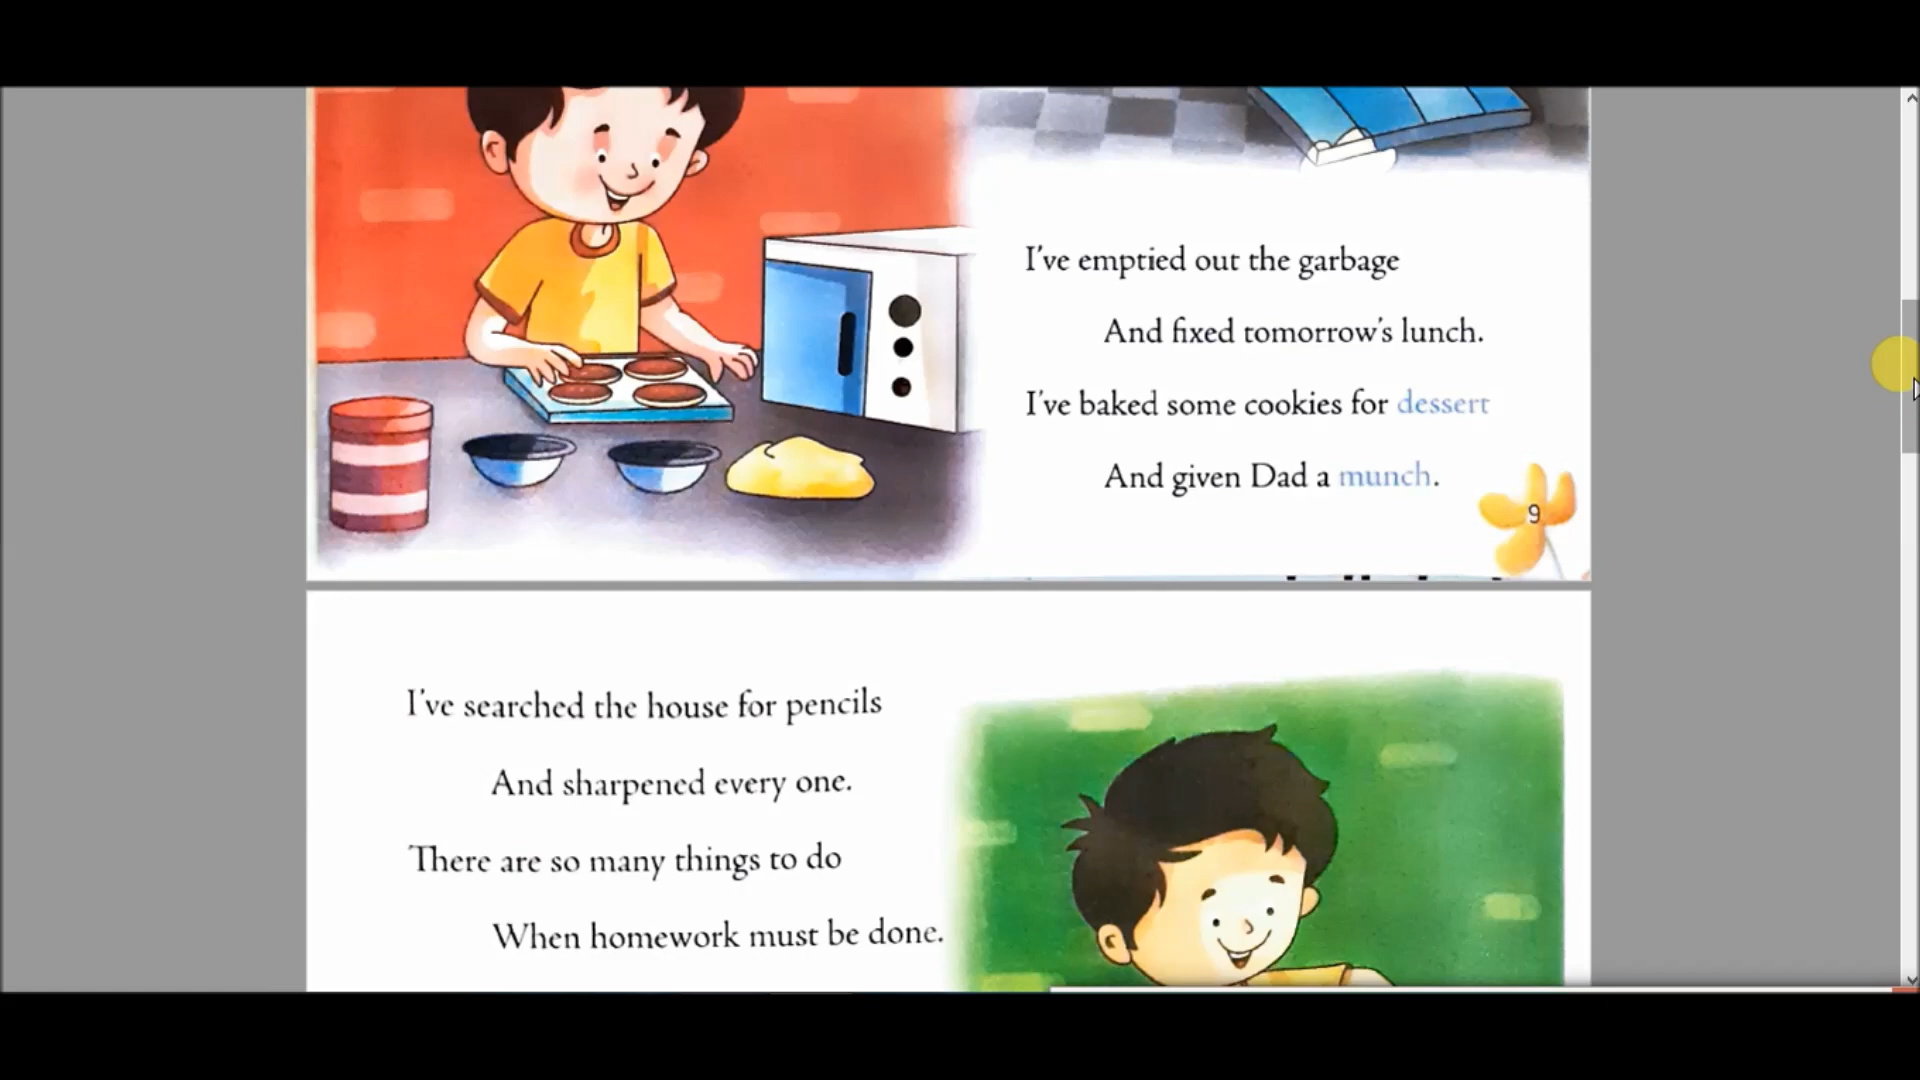 I've emptied out the garbage
And fixed tomorrow's lunch.
I've baked some cookies for dessert
And given Dad a munch.
9
I've searched the house for pencils
And sharpened every one.
There are so many things to do
When homework must be done.